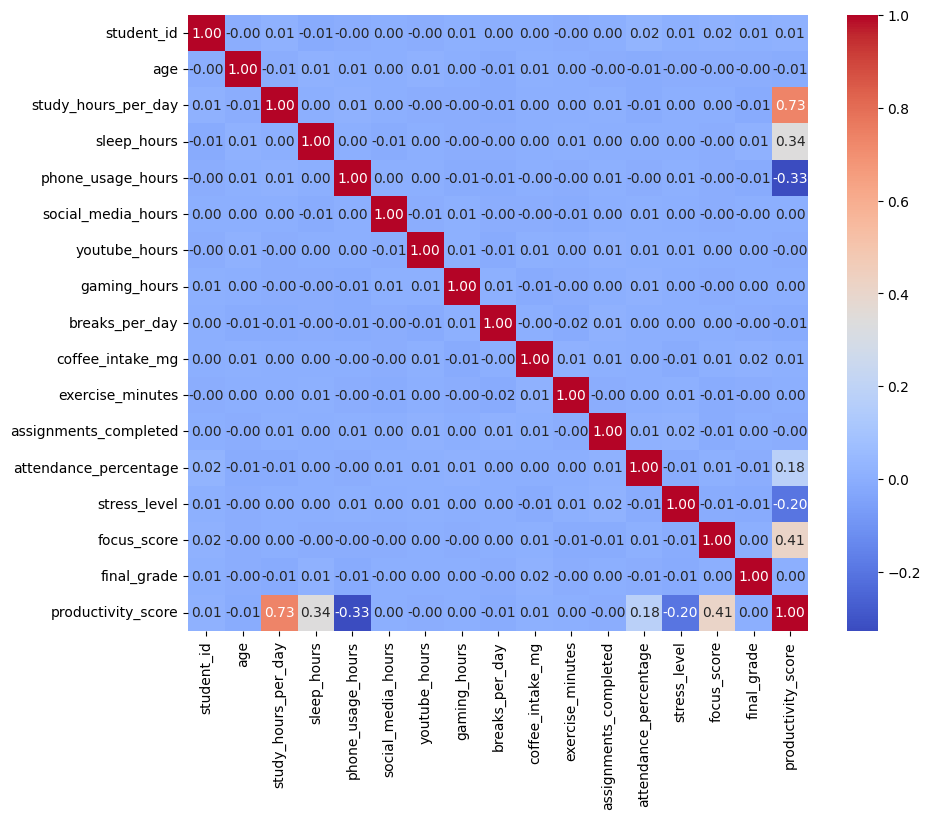 student_id 1.00 -0.00 0.01 -0.01 -0.00 0.00 -0.00 0.01 0.00 0.00 -0.00 0.00 0.02 0.01 0.02 0.01 0.01
age -0.00 1.00 -0.01 0.01 0.01 0.00 0.01 0.00 -0.01 0.01 0.00 -0.00 -0.01 -0.00 -0.00 -0.00 -0.01
study_hours_per_day 0.01 -0.01 1.00 0.00 0.01 0.00 -0.00 -0.00 -0.01 0.00 0.00 0.01 -0.01 0.00 0.00 -0.01 0.73
sleep_hours -0.01 0.01 0.00 1.00 0.00 -0.01 0.00 -0.00 -0.00 0.00 0.01 0.00 0.00 0.00 -0.00 0.01 0.34
phone_usage_hours -0.00 0.01 0.01 0.00 1.00 0.00 0.00 -0.01 -0.01 -0.00 0.00 0.01 -0.00 0.01 -0.00 -0.01 -0.33
social_media_hours 0.00 0.00 0.00 -0.01 0.00 1.00 -0.01 0.01 -0.00 -0.00 -0.01 0.00 0.01 0.00 -0.00 -0.00 0.00
youtube_hours -0.00 0.01 -0.00 0.00 0.00 -0.01 1.00 0.01 -0.01 0.01 0.00 -0.00 0.01 0.01 -0.00 0.00 -0.00
gaming_hours 0.01 0.00 -0.00 -0.00 -0.01 0.01 0.01 1.00 0.01 -0.01 -0.00 0.00 0.01 0.00 -0.00 0.00 0.00
breaks_per_day 0.00 -0.01 -0.01 -0.00 -0.01 -0.00 -0.01 0.01 1.00 -0.00 -0.02 0.01 0.00 0.00 0.00 -0.00 -0.01
coffee_intake_mg 0.00 0.01 0.00 0.00 -0.00 -0.00 0.01 -0.01 -0.00 1.00 0.01 0.01 0.00 -0.01 0.01 0.02 0.01
exercise_minutes -0.00 0.00 0.00 0.01 0.00 -0.01 0.00 -0.00 -0.02 0.01 1.00 -0.00 0.00 0.01 -0.01 -0.00 0.00
assignments_completed 0.00 -0.00 0.01 0.00 0.01 0.00 -0.00 0.00 0.01 0.01 -0.00 1.00 0.01 0.02 -0.01 0.00 -0.00
attendance_percentage 0.02 -0.01 -0.01 0.00 -0.00 0.01 0.01 0.01 0.00 0.00 0.00 0.01 1.00 -0.01 0.01 -0.01 0.18
stress_level 0.01 -0.00 0.00 0.00 0.01 0.00 0.01 0.00 0.00 -0.01 0.01 0.02 -0.01 1.00 -0.01 -0.01 -0.20
focus_score 0.02 -0.00 0.00 -0.00 -0.00 -0.00 -0.00 -0.00 0.00 0.01 -0.01 -0.01 0.01 -0.01 1.00 0.00 0.41
final_grade 0.01 -0.00 -0.01 0.01 -0.01 -0.00 0.00 0.00 -0.00 0.02 -0.00 0.00 -0.01 -0.01 0.00 1.00 0.00
productivity_score 0.01 -0.01 0.73 0.34 -0.33 0.00 -0.00 0.00 -0.01 0.01 0.00 -0.00 0.18 -0.20 0.41 0.00 1.00
student_id
age
study_hours_per_day
sleep_hours
phone_usage_hours
social_media_hours
youtube_hours
gaming_hours
breaks_per_day
coffee_intake_mg
exercise_minutes
assignments_completed
attendance_percentage
stress_level
focus_score
final_grade
productivity_score
1.0
0.8
0.6
0.4
0.2
0.0
−0.2